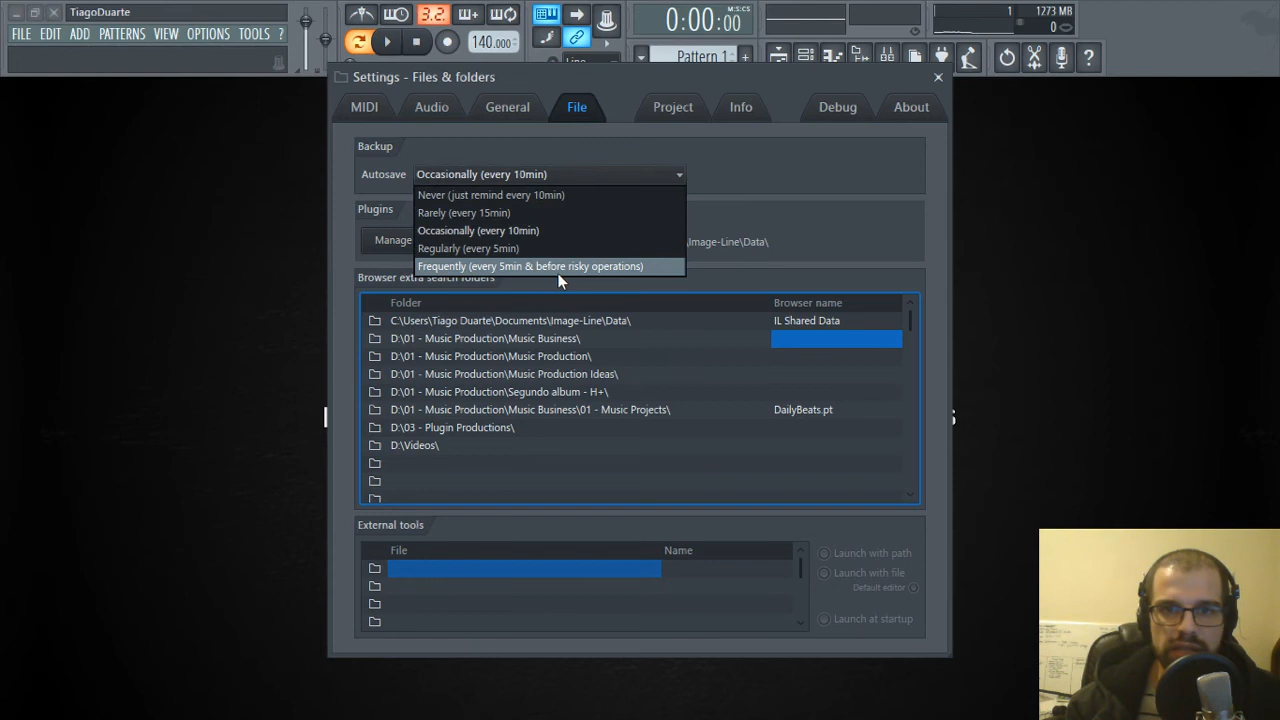 TiagoDuarte
FILE EDIT ADD PATTERNS VIEW OPTIONS TOOLS ?
3.2.
140.000
0:00:00
M:S:CS
Pattern 1
Line
1
1273 MB
0
Settings - Files & folders
MIDI Audio General File Project Info Debug About
Backup
Autosave Occasionally (every 10min)
Never (just remind every 10min)
Rarely (every 15min)
Occasionally (every 10min)
Regularly (every 5min)
Frequently (every 5min & before risky operations)
Plugins
Manage
\Image-Line\Data\
Browser extra search folders
Folder Browser name
C:\Users\Tiago Duarte\Documents\Image-Line\Data\ IL Shared Data
D:\01 - Music Production\Music Business\
D:\01 - Music Production\Music Production\
D:\01 - Music Production\Music Production Ideas\
D:\01 - Music Production\Segundo album - H+\
D:\01 - Music Production\Music Business\01 - Music Projects\ DailyBeats.pt
D:\03 - Plugin Productions\
D:\Videos\
External tools
File Name
Launch with path
Launch with file
Default editor
Launch at startup